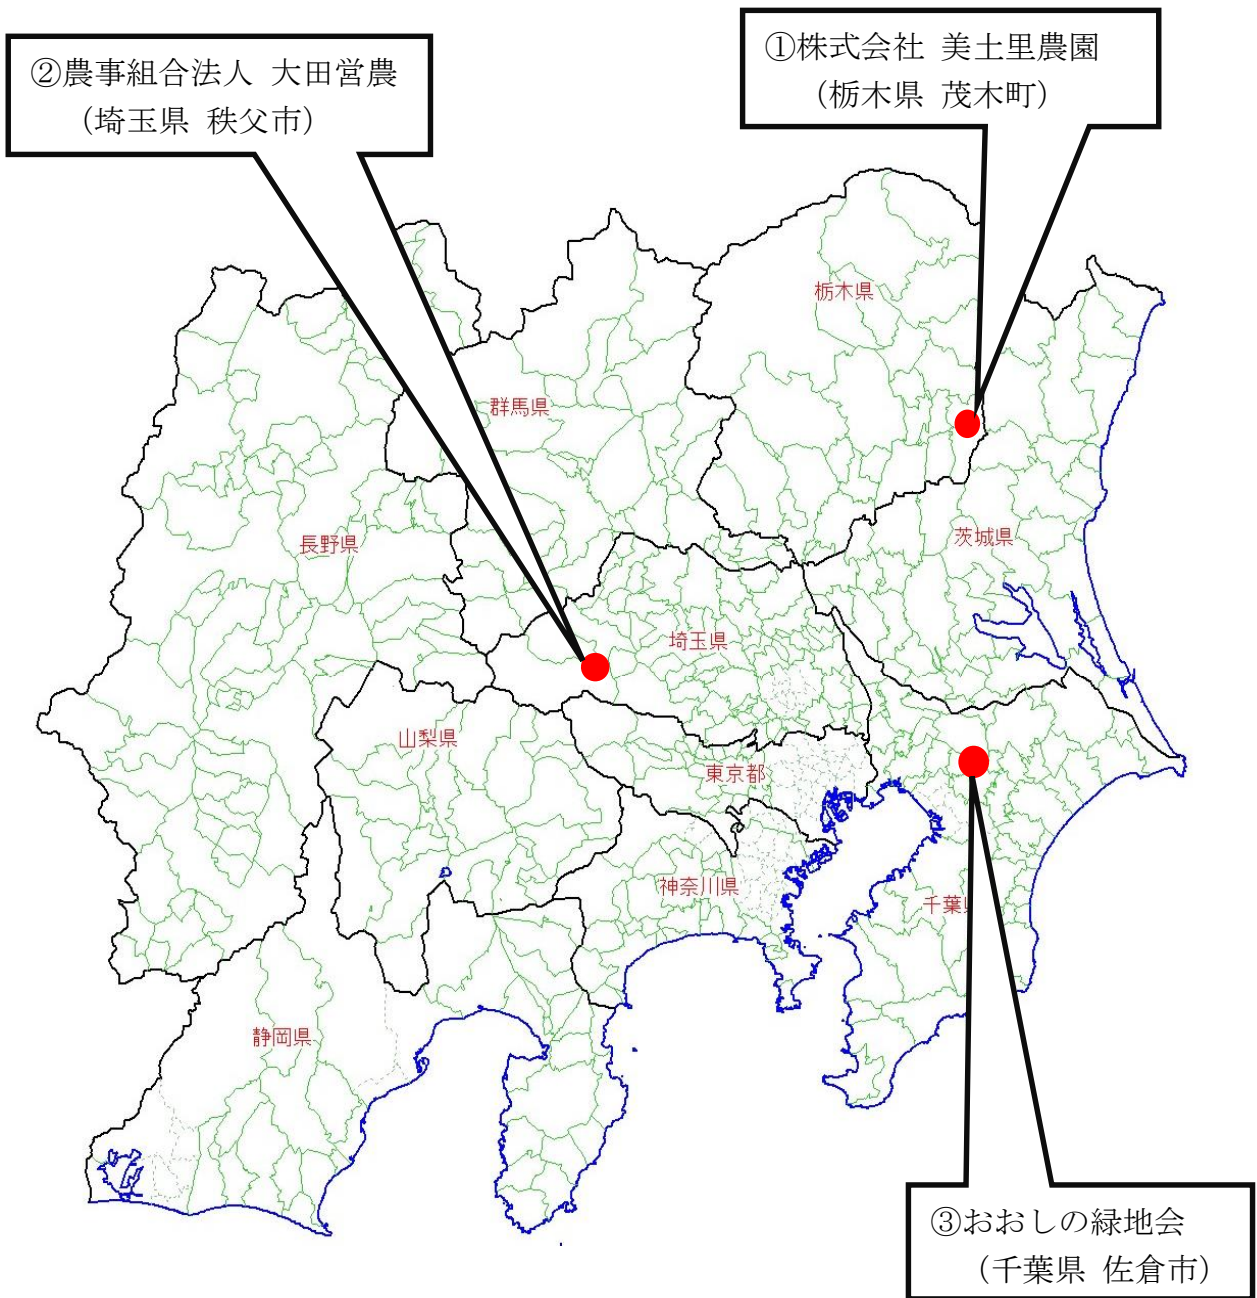 ①株式会社 美土里農園
（栃木県 茂木町）
②農事組合法人 大田営農
（埼玉県 秩父市）
栃木県
群馬県
長野県
茨城県
埼玉県
山梨県
東京都
神奈川県
千葉県
静岡県
③おおしの緑地会
（千葉県 佐倉市）